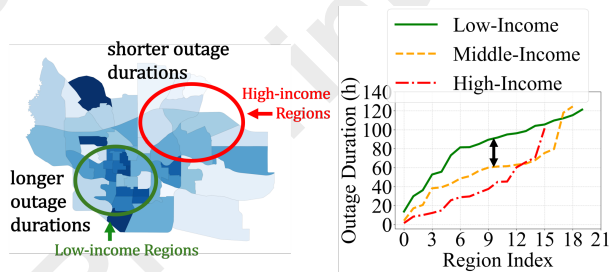 shorter outage
durations
High-income
Regions
longer
outage
durations
Low-income Regions
Low-Income
Middle-Income
High-Income
Outage Duration (h)
140
120
100
80
60
40
20
0
0 3 6 9 12 15 18 21
Region Index